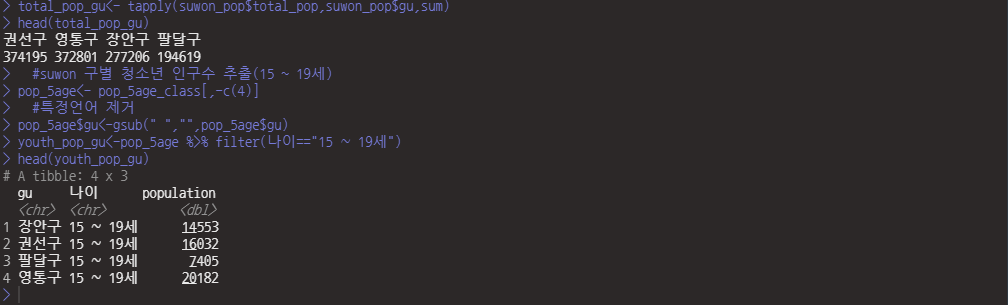 > total_pop_gu<- tapply(suwon_pop$total_pop,suwon_pop$gu,sum)
> head(total_pop_gu)
권선구 영통구 장안구 팔달구
374195 372801 277206 194619
>   #suwon 구별 청소년 인구수 추출(15 ~ 19세)
> pop_5age<- pop_5age_class[,-c(4)]
>   #특정언어 제거
> pop_5age$gu<-gsub(" ","",pop_5age$gu)
> youth_pop_gu<-pop_5age %>% filter(나이=="15 ~ 19세")
> head(youth_pop_gu)
# A tibble: 4 x 3
  gu     나이       population
  <chr>  <chr>           <dbl>
1 장안구 15 ~ 19세      14553
2 권선구 15 ~ 19세      16032
3 팔달구 15 ~ 19세       7405
4 영통구 15 ~ 19세      20182
>